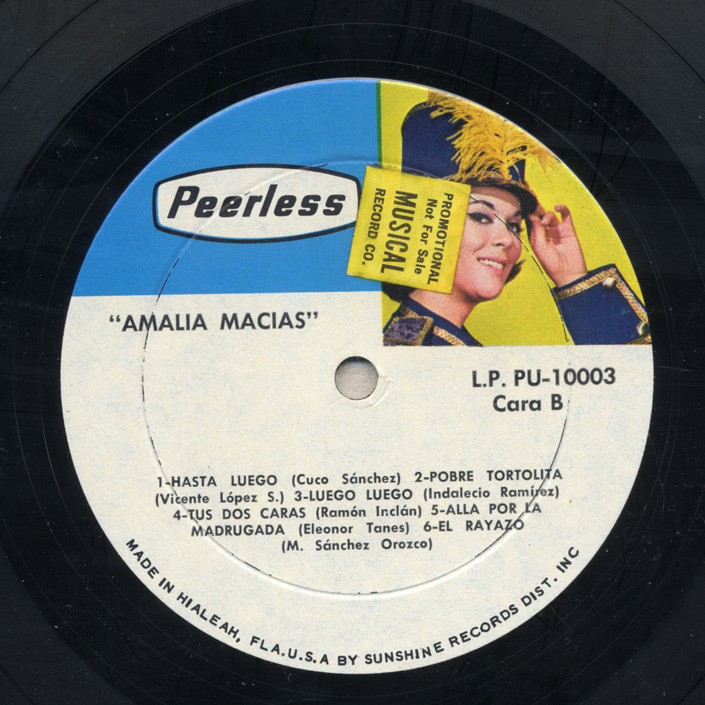 Peerless
PROMOTIONAL
Not For Sale
MUSICAL
RECORD CO.
"AMALIA MACIAS"
L.P. PU-10003
Cara B
1-HASTA LUEGO (Cuco Sánchez) 2-POBRE TORTOLITA
(Vicente López S.) 3-LUEGO LUEGO (Indalecio Ramírez)
4-TUS DOS CARAS (Ramón Inclán) 5-ALLA POR LA
MADRUGADA (Eleonor Tanes) 6-EL RAYAZO
(M. Sánchez Orozco)
MADE IN HIALEAH, FLA.U.S.A BY SUNSHINE RECORDS DIST. INC